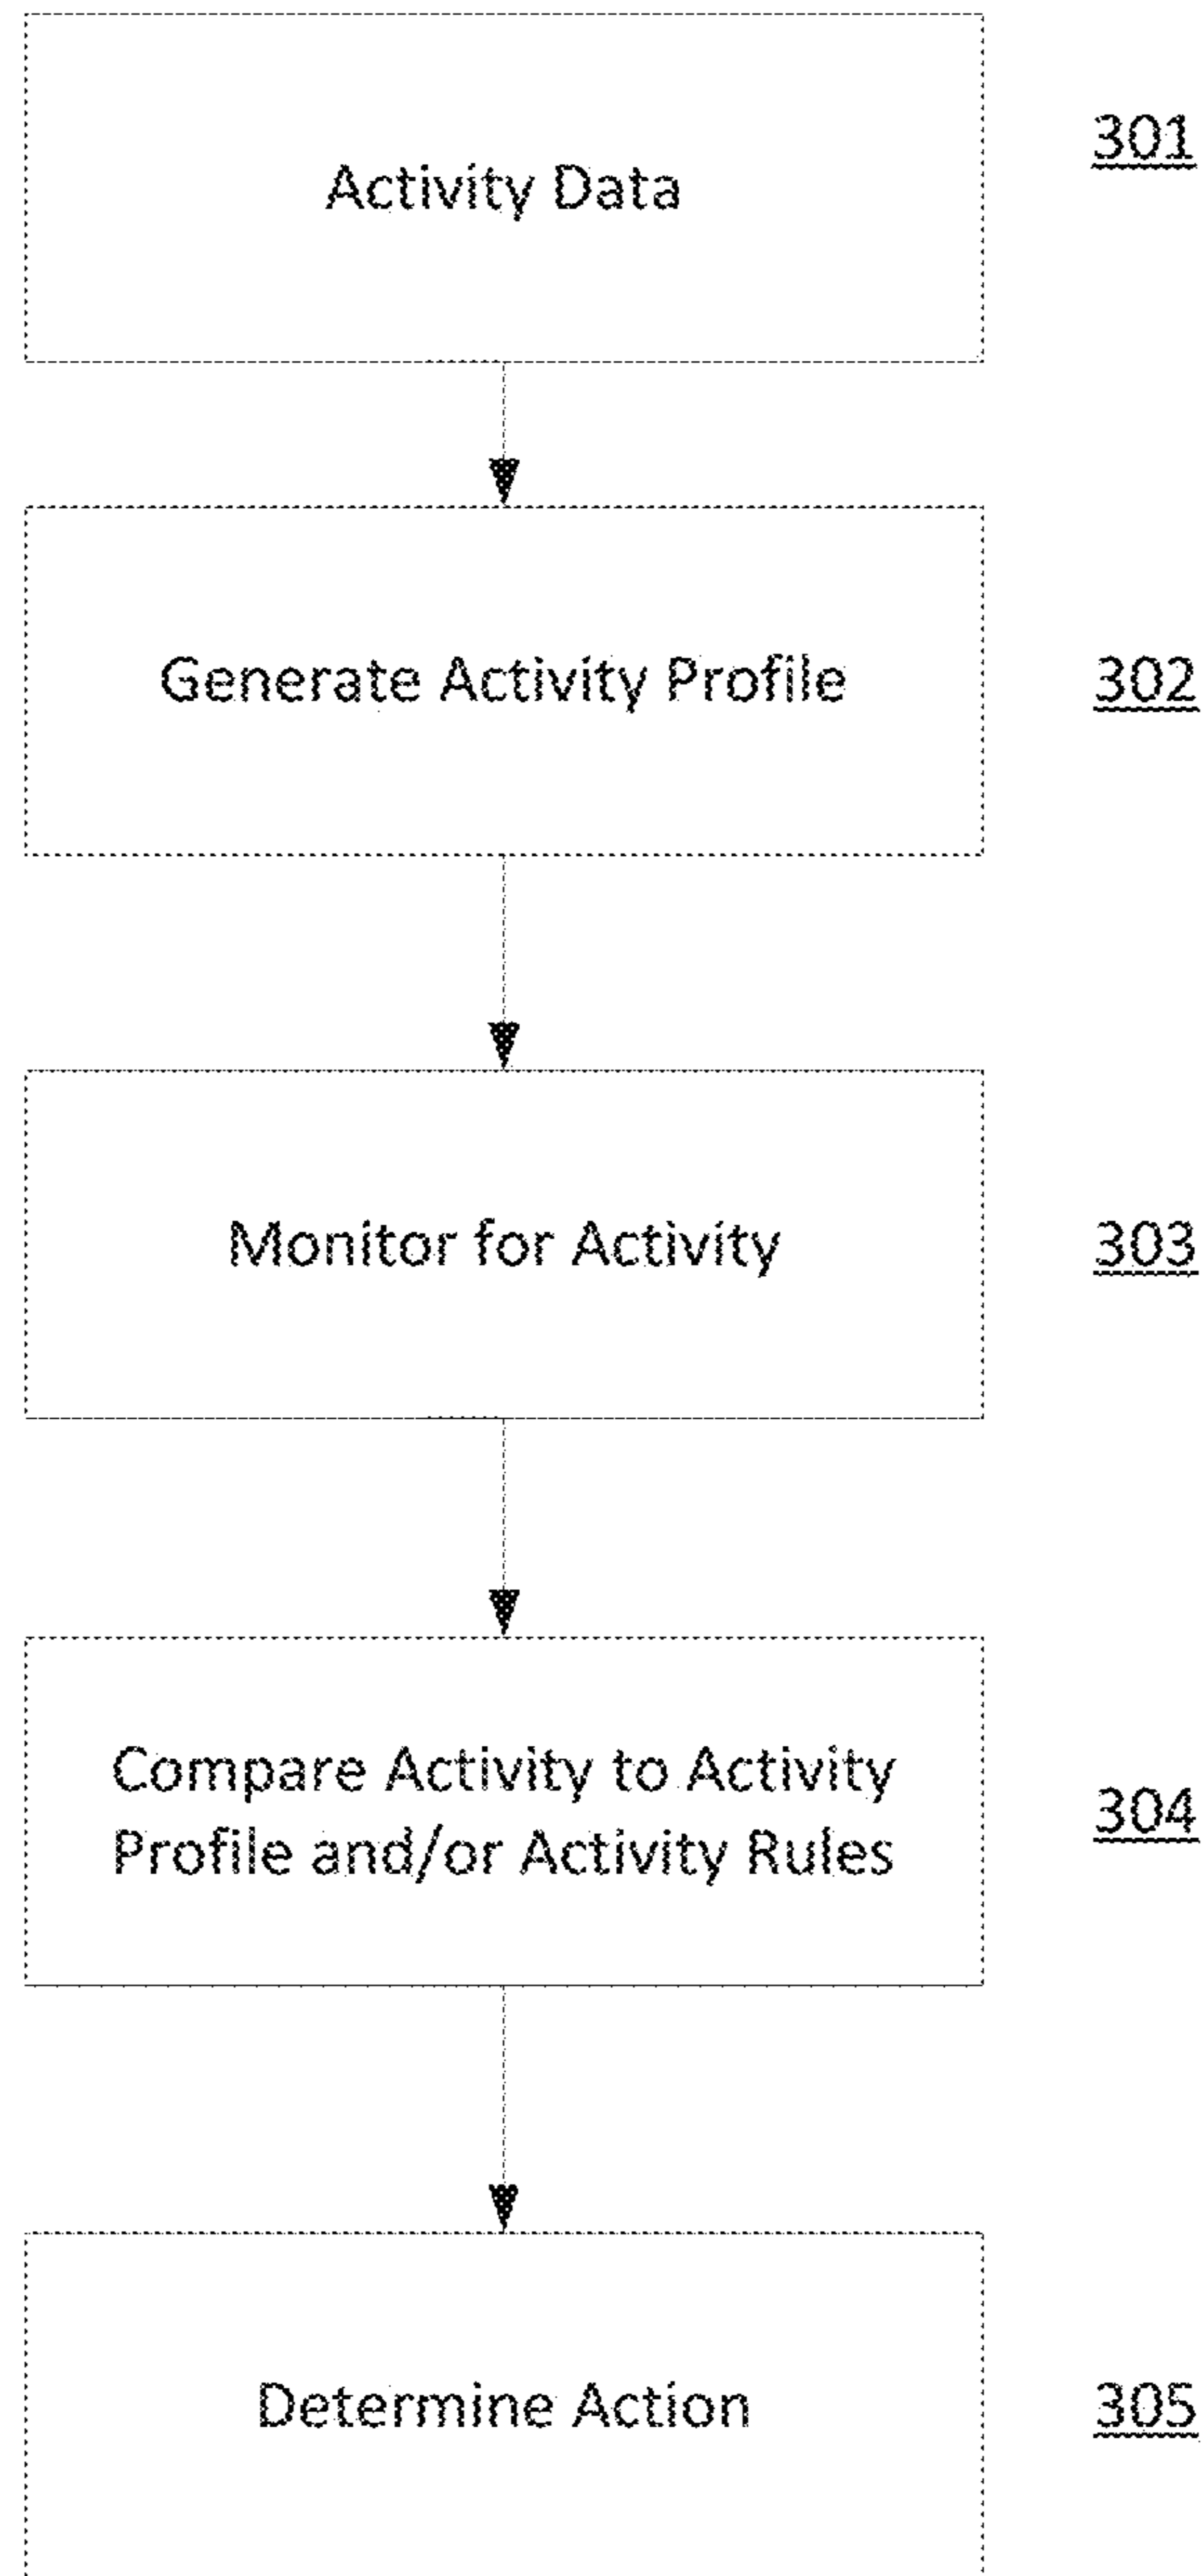 Activity Data
301
Generate Activity Profile
302
Monitor for Activity
303
Compare Activity to Activity
Profile and/or Activity Rules
304
Determine Action
305